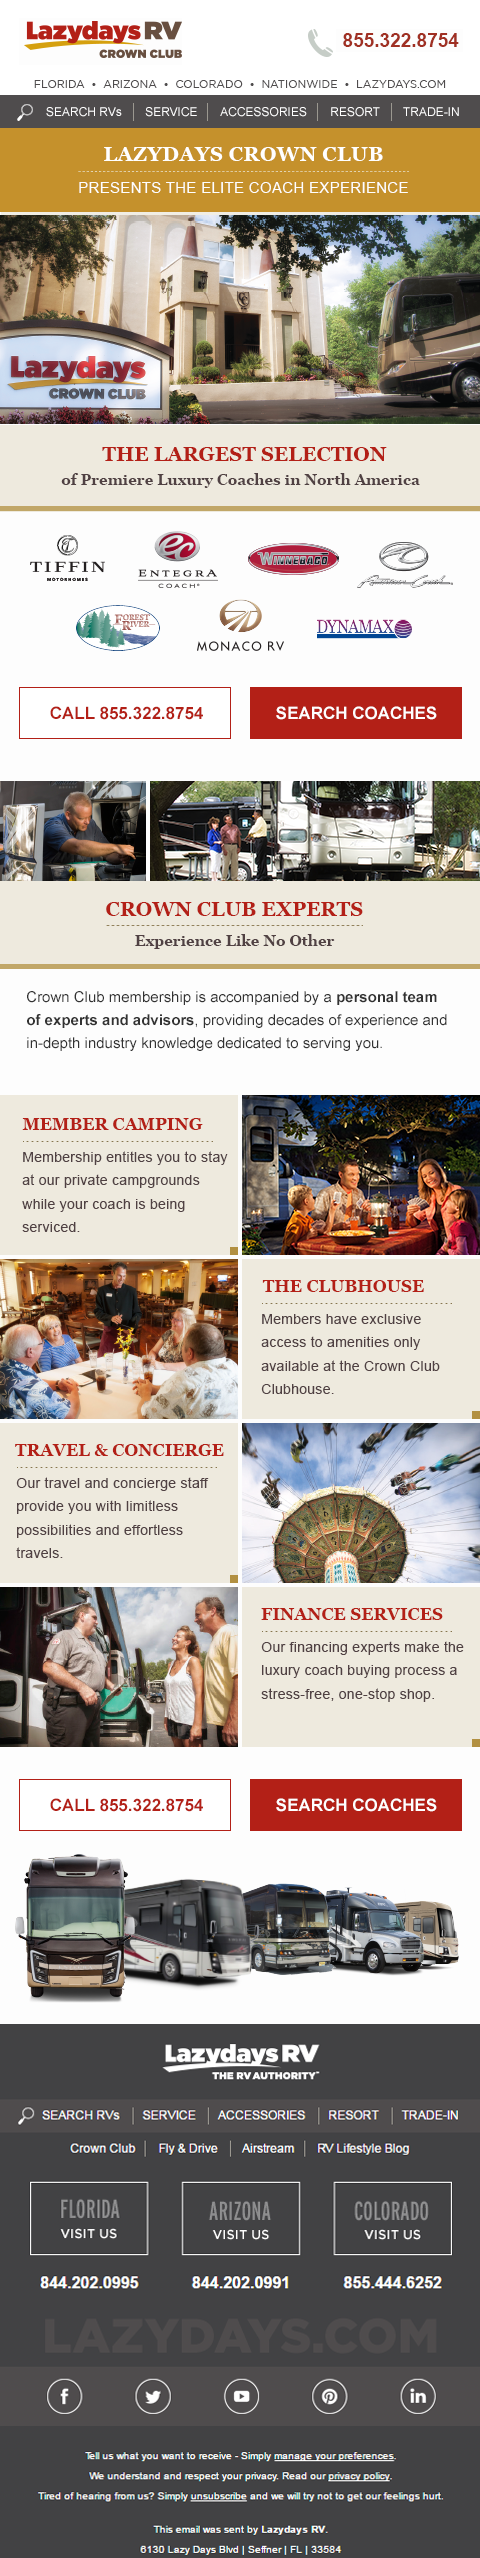 Lazydays RV
CROWN CLUB
855.322.8754
FLORIDA • ARIZONA • COLORADO • NATIONWIDE • LAZYDAYS.COM
SEARCH RVs | SERVICE | ACCESSORIES | RESORT | TRADE-IN
LAZYDAYS CROWN CLUB
PRESENTS THE ELITE COACH EXPERIENCE
Lazydays
CROWN CLUB
THE LARGEST SELECTION
of Premiere Luxury Coaches in North America
TIFFIN
MOTORHOMES
ENTEGRA
COACH®
WINNEBAGO
American Coach
FOREST
RIVER
MONACO RV
DYNAMAX
CALL 855.322.8754
SEARCH COACHES
CROWN CLUB EXPERTS
Experience Like No Other
Crown Club membership is accompanied by a personal team
of experts and advisors, providing decades of experience and
in-depth industry knowledge dedicated to serving you.
MEMBER CAMPING
Membership entitles you to stay
at our private campgrounds
while your coach is being
serviced.
THE CLUBHOUSE
Members have exclusive
access to amenities only
available at the Crown Club
Clubhouse.
TRAVEL & CONCIERGE
Our travel and concierge staff
provide you with limitless
possibilities and effortless
travels.
FINANCE SERVICES
Our financing experts make the
luxury coach buying process a
stress-free, one-stop shop.
CALL 855.322.8754
SEARCH COACHES
Lazydays RV
THE RV AUTHORITY™
SEARCH RVs | SERVICE | ACCESSORIES | RESORT | TRADE-IN
Crown Club | Fly & Drive | Airstream | RV Lifestyle Blog
FLORIDA
VISIT US
ARIZONA
VISIT US
COLORADO
VISIT US
844.202.0995
844.202.0991
855.444.6252
LAZYDAYS.COM
Tell us what you want to receive - Simply manage your preferences.
We understand and respect your privacy. Read our privacy policy.
Tired of hearing from us? Simply unsubscribe and we will try not to get our feelings hurt.
This email was sent by Lazydays RV.
6130 Lazy Days Blvd | Seffner | FL | 33584